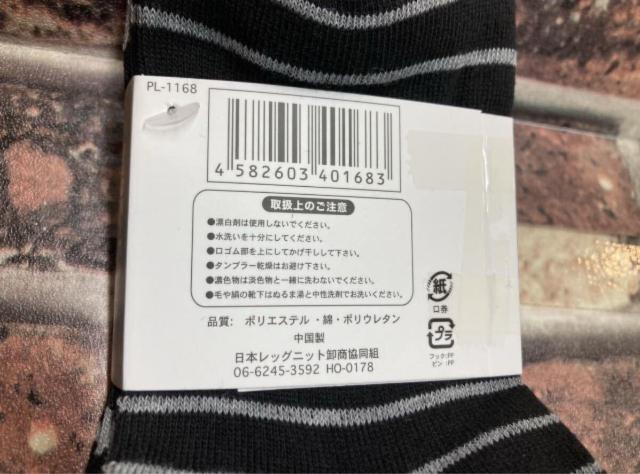 PL-1168
4 582603 401683
取扱上のご注意
●漂白剤は使用しないでください。
●水洗いを十分にしてください。
●口ゴム部を上にしてかげ干しして下さい。
●タンブラー乾燥はお避け下さい。
●濃色物は淡色物と一緒に洗わないでください。
●毛や絹の靴下はぬるま湯と中性洗剤でお洗いください。
品質: ポリエステル・綿・ポリウレタン
中国製
日本レッグニット卸商協同組
06-6245-3592 HO-0178
紙
口券
プラ
フック:PP
ピン:PP